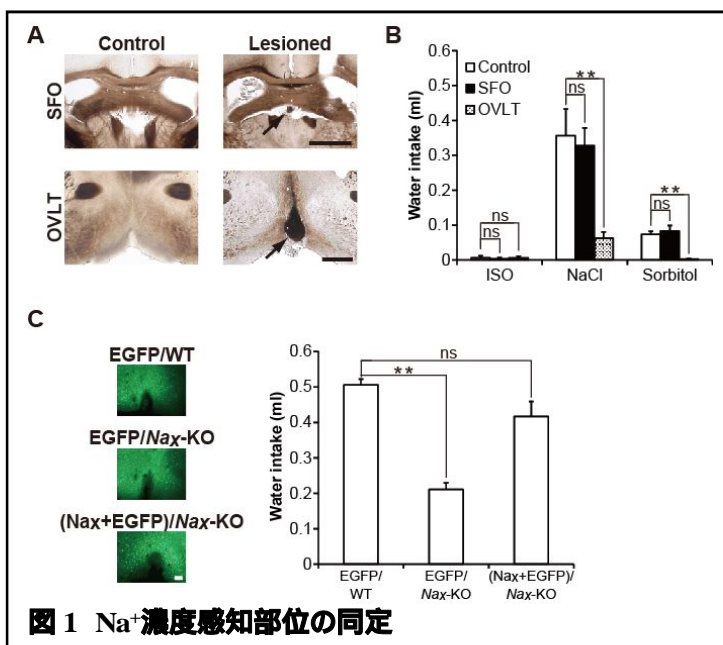 A
Control
Lesioned
SFO
OVLT
B
Water intake (ml)
0.6
0.5
0.4
0.3
0.2
0.1
0
Control
SFO
OVLT
ns
ns
**
ns
**
ns
ISO
NaCl
Sorbitol
C
EGFP/WT
EGFP/Nax-KO
(Nax+EGFP)/Nax-KO
Water intake (ml)
0.6
0.5
0.4
0.3
0.2
0.1
0
ns
**
EGFP/
WT
EGFP/
Nax-KO
(Nax+EGFP)/
Nax-KO
図 1 Na⁺濃度感知部位の同定